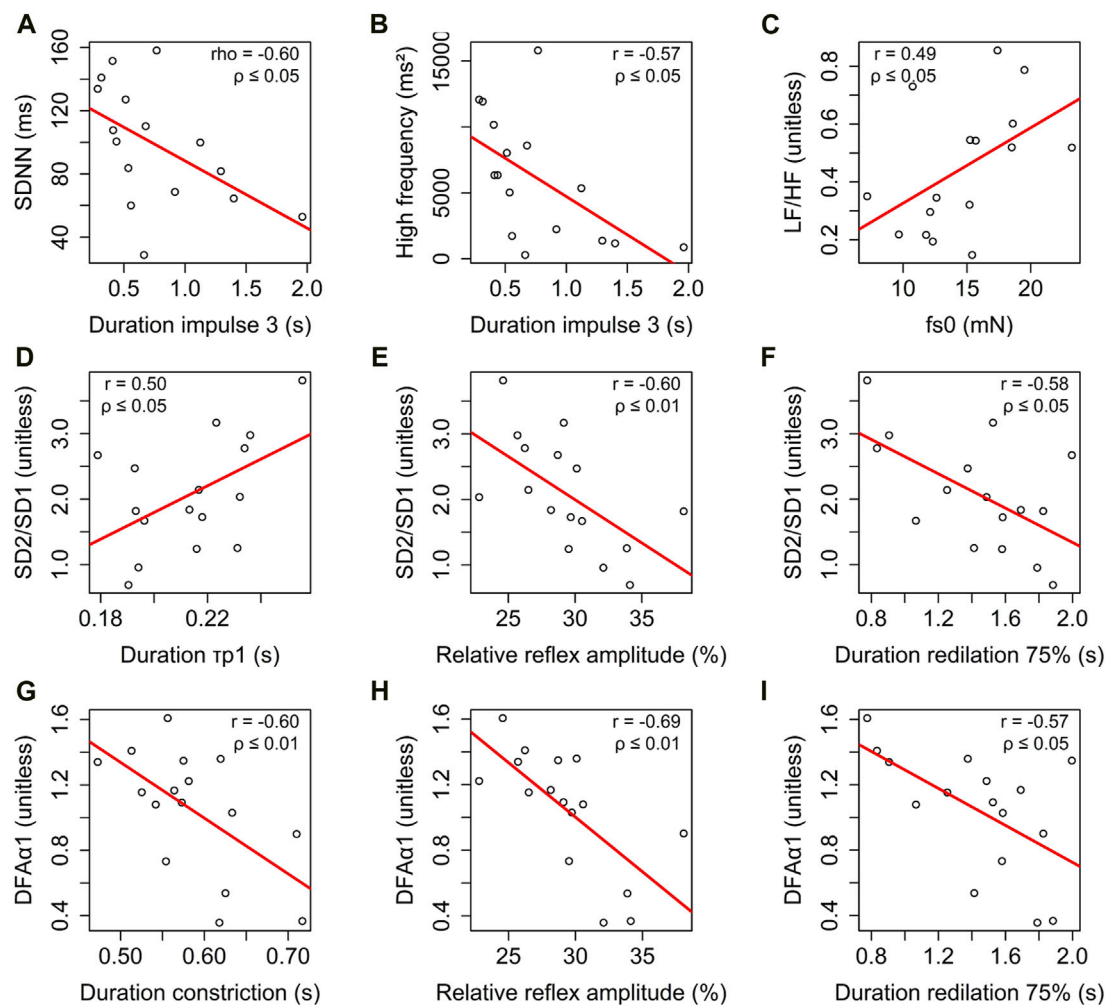 A
rho = -0.60
ρ ≤ 0.05
SDNN (ms)
160
120
80
40
0.5
1.0
1.5
2.0
Duration impulse 3 (s)
B
r = -0.57
ρ ≤ 0.05
High frequency (ms²)
15000
5000
0
0.5
1.0
1.5
2.0
Duration impulse 3 (s)
C
r = 0.49
ρ ≤ 0.05
LF/HF (unitless)
0.8
0.6
0.4
0.2
10
15
20
fs0 (mN)
D
r = 0.50
ρ ≤ 0.05
SD2/SD1 (unitless)
3.0
2.0
1.0
0.18
0.22
Duration τp1 (s)
E
r = -0.60
ρ ≤ 0.01
SD2/SD1 (unitless)
3.0
2.0
1.0
25
30
35
Relative reflex amplitude (%)
F
r = -0.58
ρ ≤ 0.05
SD2/SD1 (unitless)
3.0
2.0
1.0
0.8
1.2
1.6
2.0
Duration redilation 75% (s)
G
r = -0.60
ρ ≤ 0.01
DFAα1 (unitless)
1.6
1.2
0.8
0.4
0.50
0.60
0.70
Duration constriction (s)
H
r = -0.69
ρ ≤ 0.01
DFAα1 (unitless)
1.6
1.2
0.8
0.4
25
30
35
Relative reflex amplitude (%)
I
r = -0.57
ρ ≤ 0.05
DFAα1 (unitless)
1.6
1.2
0.8
0.4
0.8
1.2
1.6
2.0
Duration redilation 75% (s)